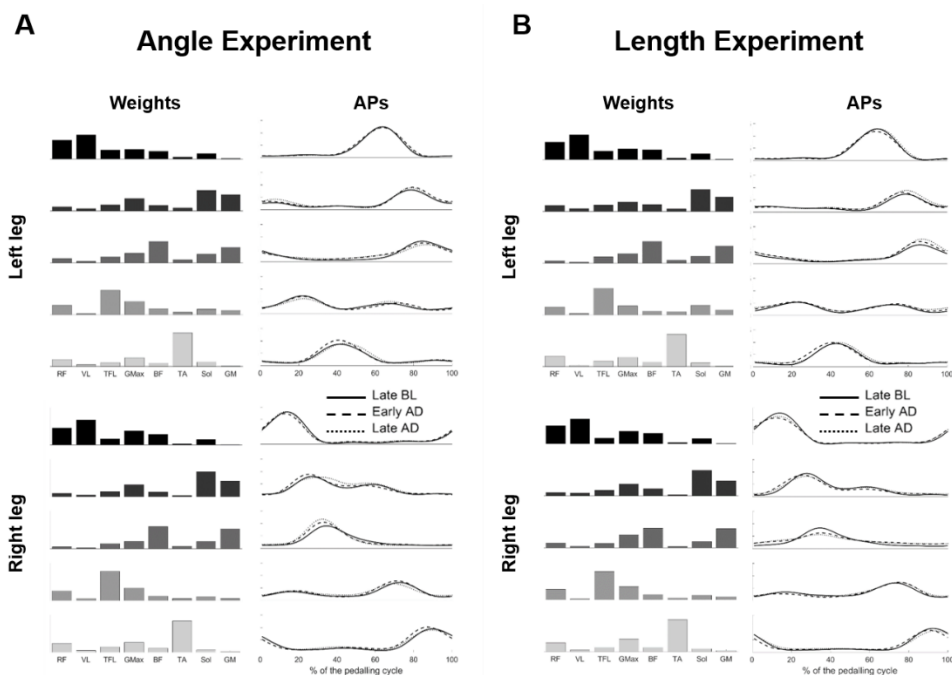 A
Angle Experiment
Weights
APs
Left leg
RF VL TFL GMax BF TA Sol GM
0 20 40 60 80 100
Late BL
Early AD
Late AD
Right leg
RF VL TFL GMax BF TA Sol GM
0 20 40 60 80 100
% of the pedalling cycle
B
Length Experiment
Weights
APs
Left leg
RF VL TFL GMax BF TA Sol GM
0 20 40 60 80 100
Late BL
Early AD
Late AD
Right leg
RF VL TFL GMax BF TA Sol GM
0 20 40 60 80 100
% of the pedalling cycle